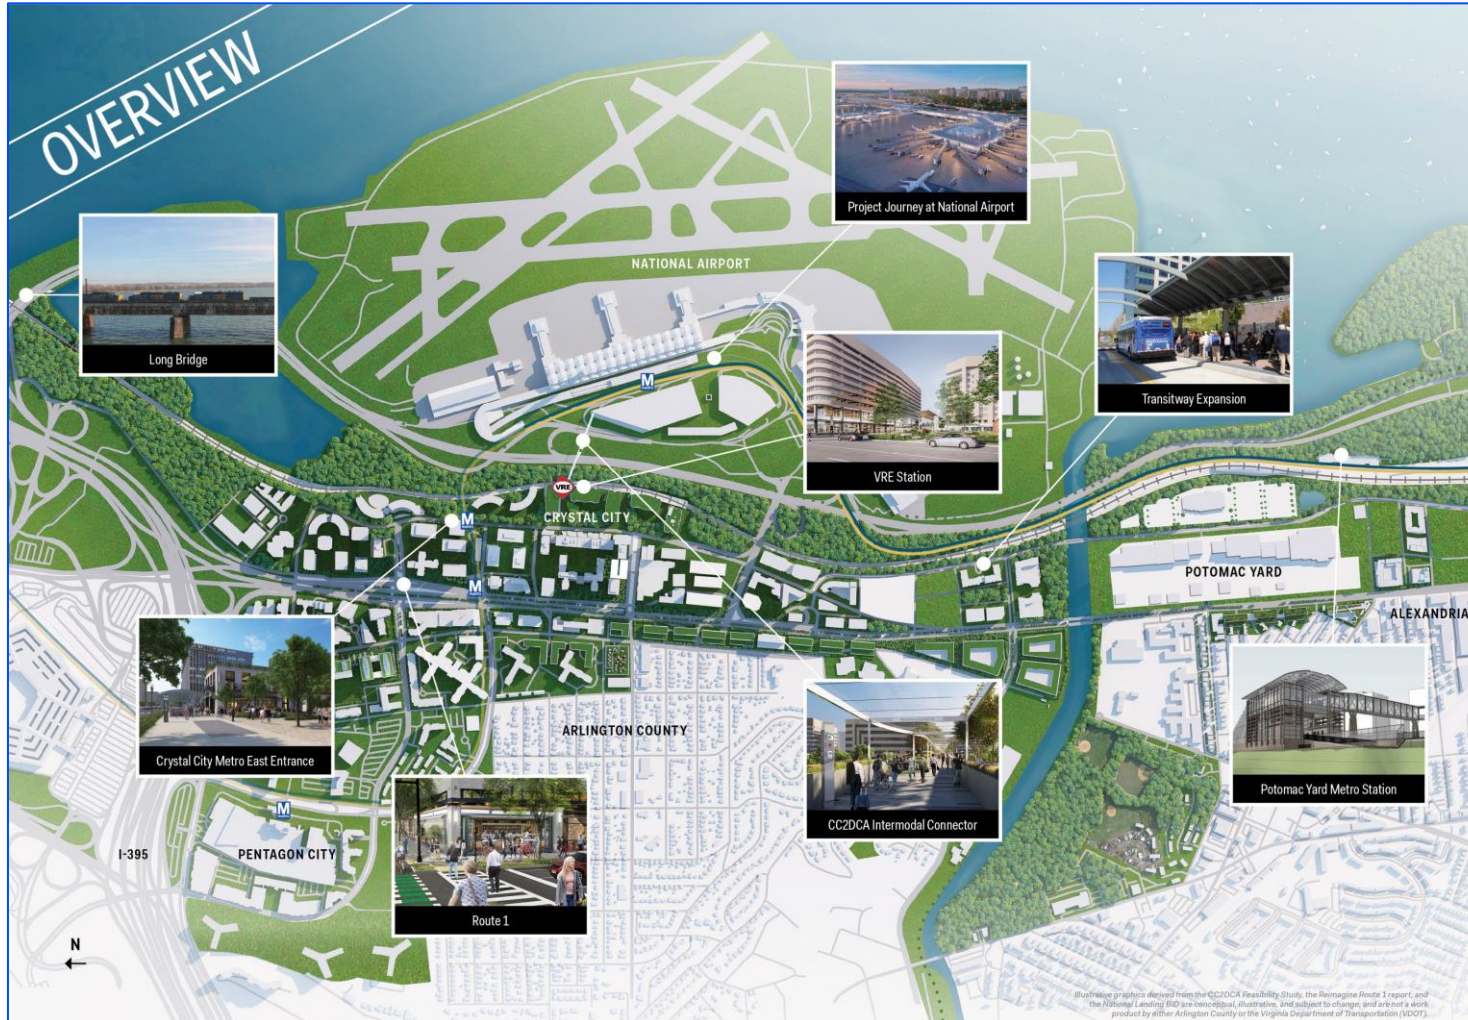 OVERVIEW
Project Journey at National Airport
NATIONAL AIRPORT
Long Bridge
Transitway Expansion
M
VRE Station
VRE
CRYSTAL CITY
M
M
POTOMAC YARD
ALEXANDRIA
ARLINGTON COUNTY
Crystal City Metro East Entrance
Potomac Yard Metro Station
M
CC2DCA Intermodal Connector
I-395
PENTAGON CITY
Route 1
N
Illustrative graphics derived from the CC2DCA Feasibility Study, the Reimagine Route 1 report, and
the National Landing BID are conceptual, illustrative, and subject to change, and are not a work
product by either Arlington County or the Virginia Department of Transportation (VDOT).